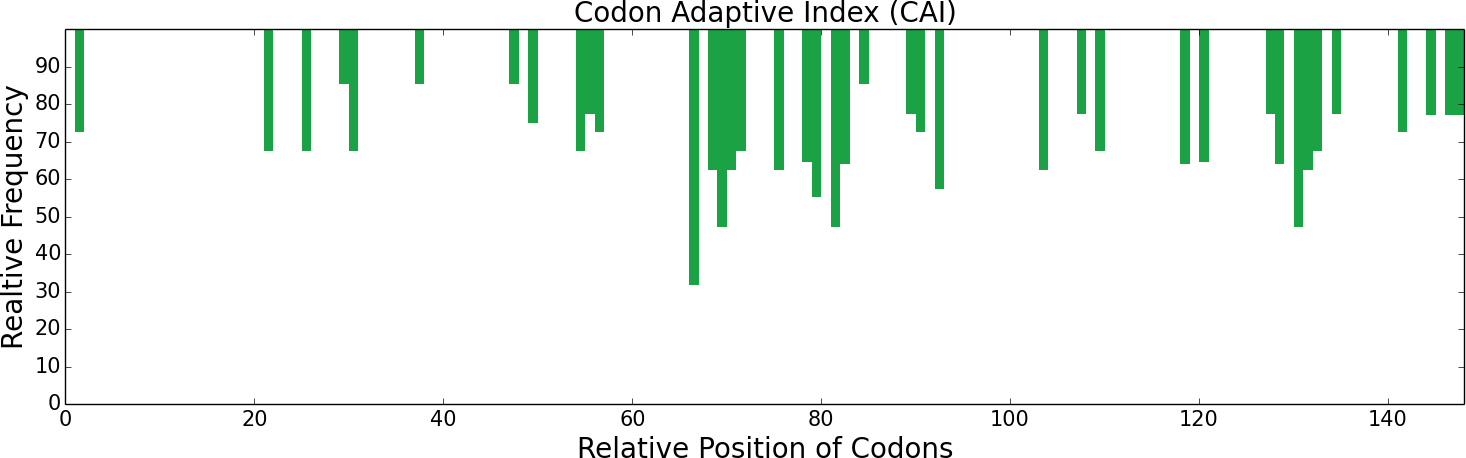 Codon Adaptive Index (CAI)
Realtive Frequency
90
80
70
60
50
40
30
20
10
0
0 20 40 60 80 100 120 140
Relative Position of Codons